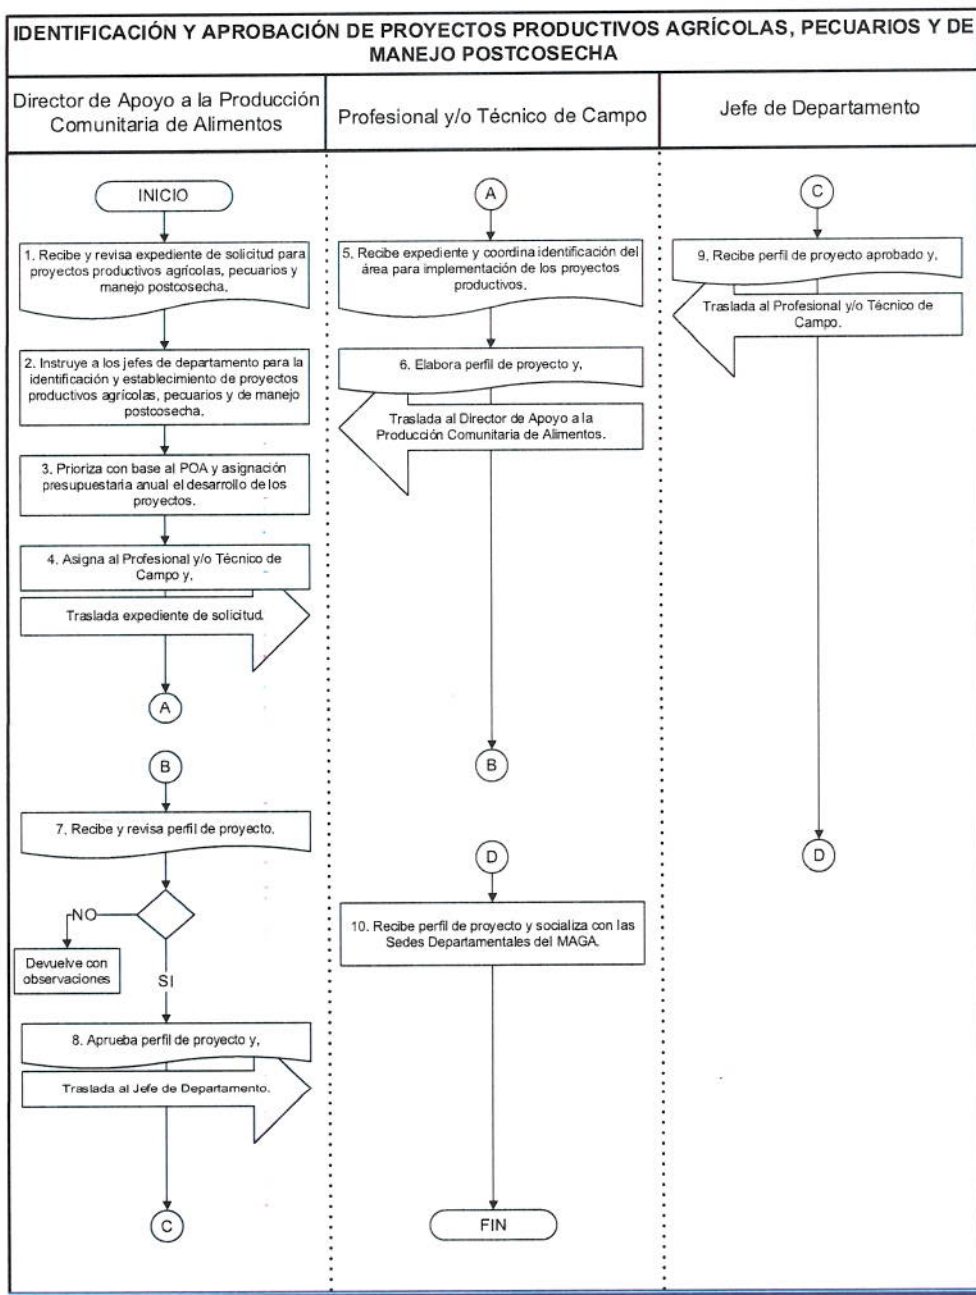 IDENTIFICACIÓN Y APROBACIÓN DE PROYECTOS PRODUCTIVOS AGRÍCOLAS, PECUARIOS Y DE
MANEJO POSTCOSECHA
Director de Apoyo a la Producción
Comunitaria de Alimentos
Profesional y/o Técnico de Campo
Jefe de Departamento
INICIO
1. Recibe y revisa expediente de solicitud para
proyectos productivos agrícolas, pecuarios y
manejo postcosecha.
2. Instruye a los jefes de departamento para la
identificación y establecimiento de proyectos
productivos agrícolas, pecuarios y de manejo
postcosecha.
3. Prioriza con base al POA y asignación
presupuestaria anual el desarrollo de los
proyectos.
4. Asigna al Profesional y/o Técnico de
Campo y,
Traslada expediente de solicitud.
A
B
7. Recibe y revisa perfil de proyecto.
NO
Devuelve con
observaciones
SI
8. Aprueba perfil de proyecto y,
Traslada al Jefe de Departamento.
C
A
5. Recibe expediente y coordina identificación del
área para implementación de los proyectos
productivos.
6. Elabora perfil de proyecto y,
Traslada al Director de Apoyo a la
Producción Comunitaria de Alimentos.
B
D
10. Recibe perfil de proyecto y socializa con las
Sedes Departamentales del MAGA.
FIN
C
9. Recibe perfil de proyecto aprobado y,
Traslada al Profesional y/o Técnico de
Campo.
D